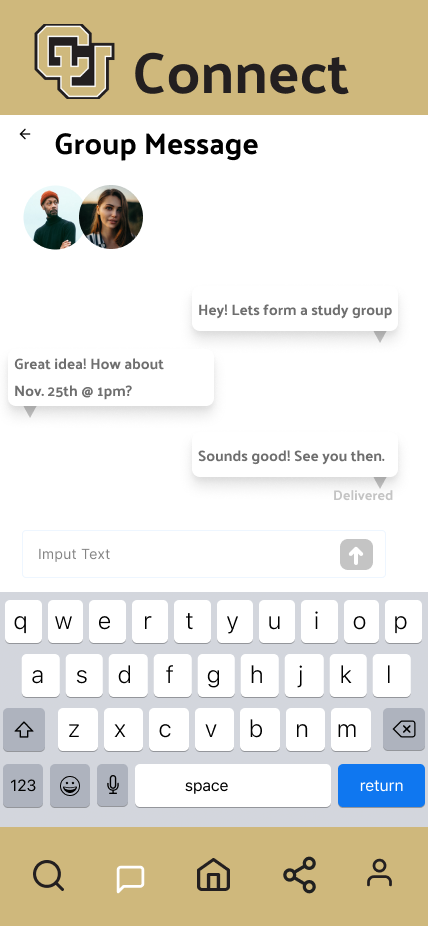 CU Connect
Group Message
Hey! Lets form a study group
Great idea! How about
Nov. 25th @ 1pm?
Sounds good! See you then.
Delivered
Imput Text
q w e r t y u i o p
a s d f g h j k l
z x c v b n m
123 space return